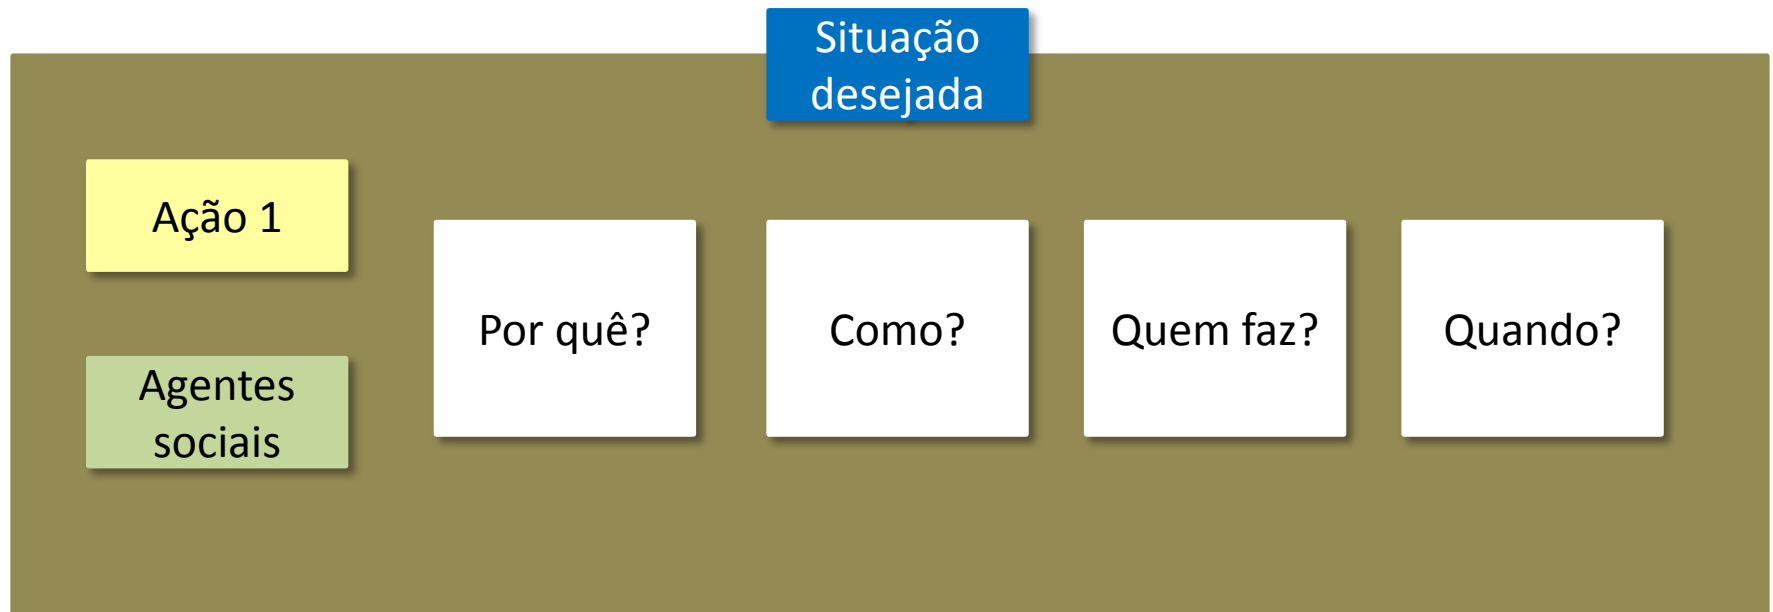 Situação
desejada
Ação 1
Agentes
sociais
Por quê?
Como?
Quem faz?
Quando?